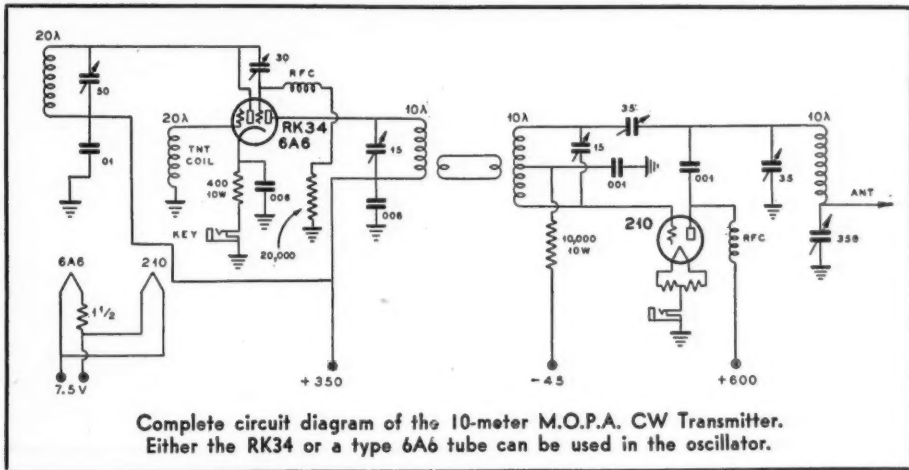 20λ
50
01
20λ
TNT
COIL
30
RFC
RK34
6A6
400
10W
006
KEY
20,000
15
006
10λ
10λ
15
35
001
001
35
10λ
ANT
358
210
RFC
10,000
10W
6A6
210
1 1/2
7.5V
+350
-45
+600
Complete circuit diagram of the 10-meter M.O.P.A. CW Transmitter.
Either the RK34 or a type 6A6 tube can be used in the oscillator.